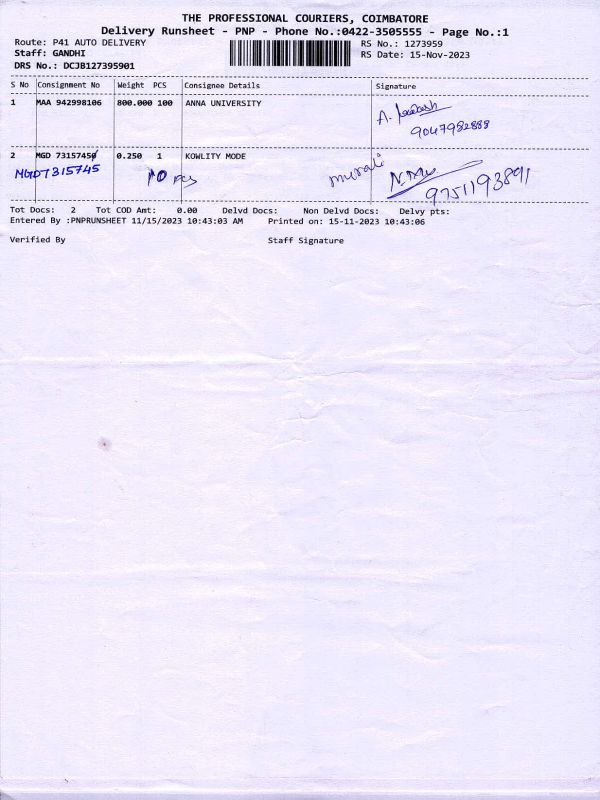 THE PROFESSIONAL COURIERS, COIMBATORE
Delivery Runsheet - PNP - Phone No.:0422-3505555 - Page No.:1
Route: P41 AUTO DELIVERY RS No.: 1273959
Staff: GANDHI RS Date: 15-Nov-2023
DRS No.: DCJB127395901
S No Consignment No Weight PCS Consignee Details Signature
1 MAA 942998106 800.000 100 ANNA UNIVERSITY
A.
9047982888
2 MGD 73157450 0.250 1 KOWLITY MODE
MGD7315745 10 pcs murali
9751193891
Tot Docs: 2 Tot COD Amt: 0.00 Delvd Docs: Non Delvd Docs: Delvy pts:
Entered By :PNPRUNSHEET 11/15/2023 10:43:03 AM Printed on: 15-11-2023 10:43:06
Verified By Staff Signature